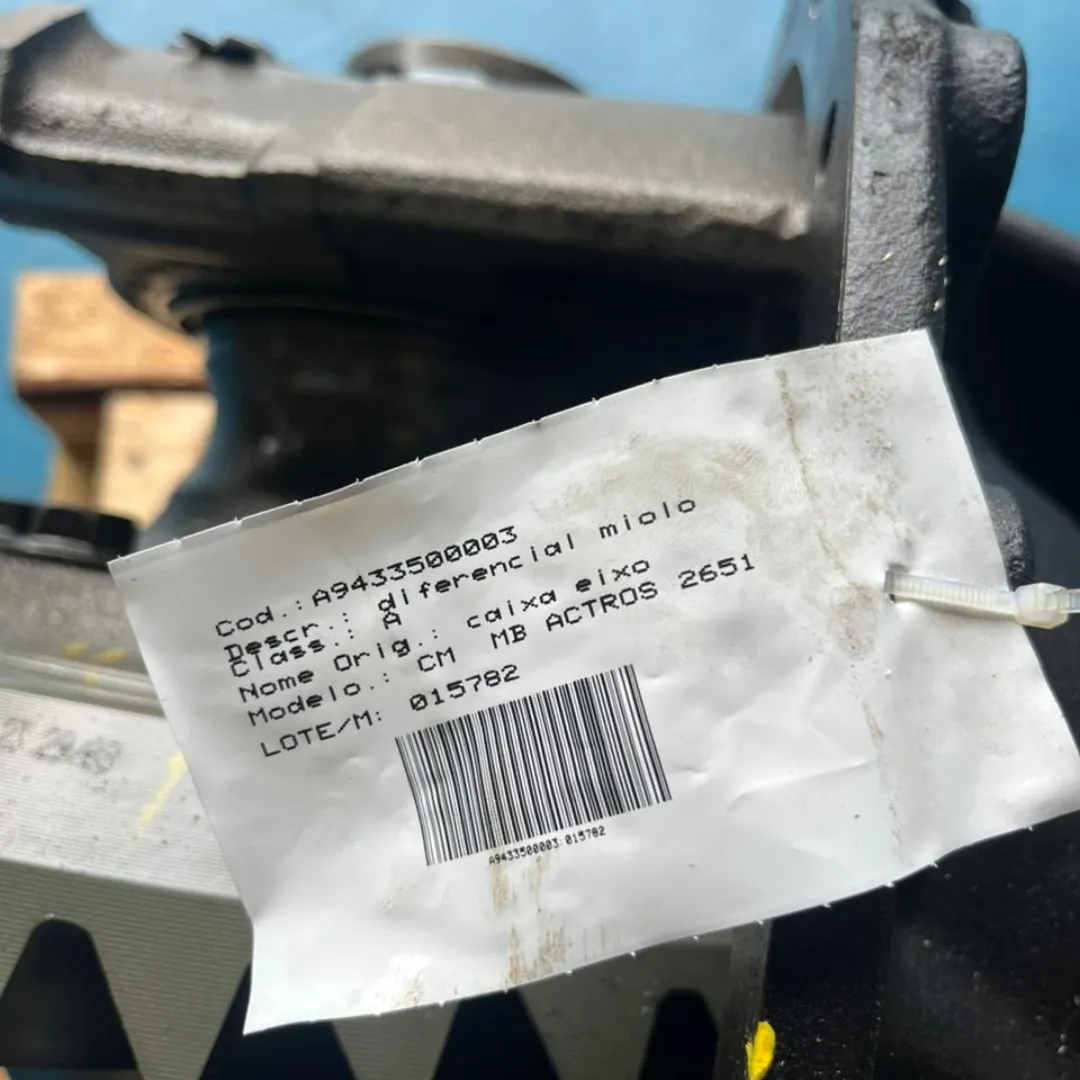 Cod.:A9433500003
Descr.: diferencial miolo
Class.: A
Nome Orig.: caixa eixo
Modelo.: CM MB ACTROS 2651
LOTE/M: 015782
A9433500003:015782